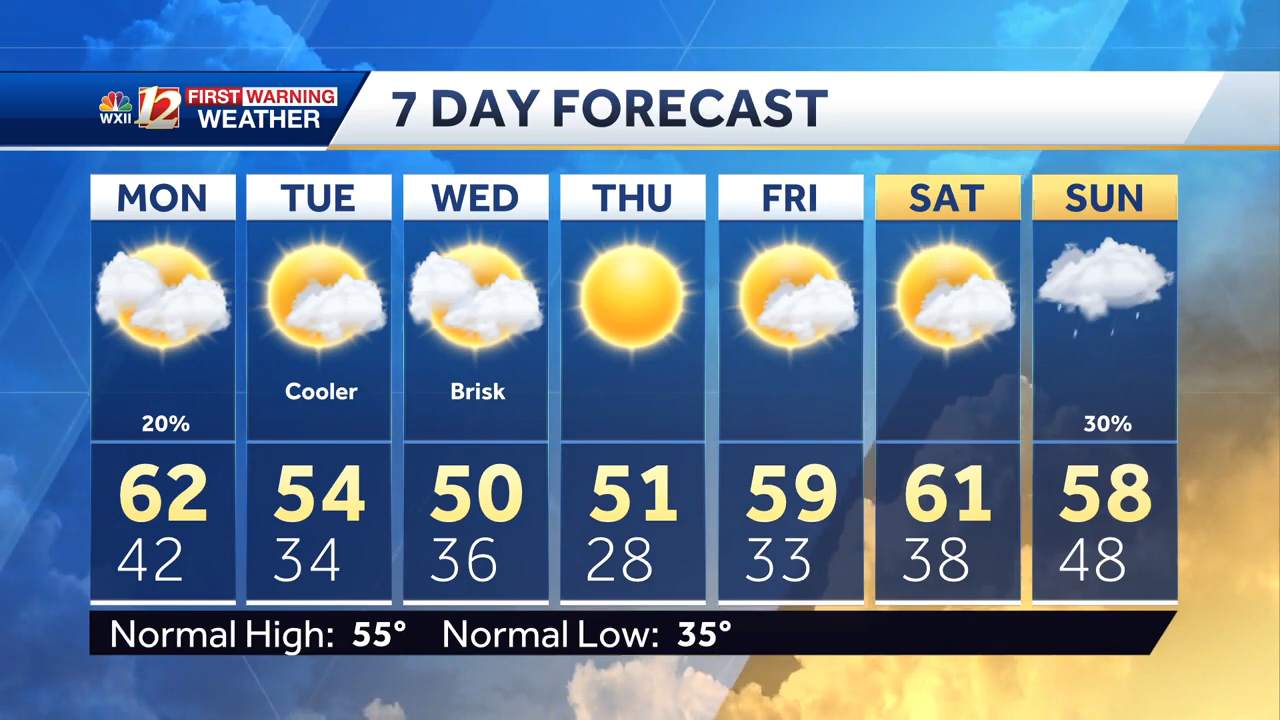 WXII 12 FIRST WARNING
WEATHER
7 DAY FORECAST
MON TUE WED THU FRI SAT SUN
Cooler Brisk
20% 30%
62 54 50 51 59 61 58
42 34 36 28 33 38 48
Normal High: 55° Normal Low: 35°